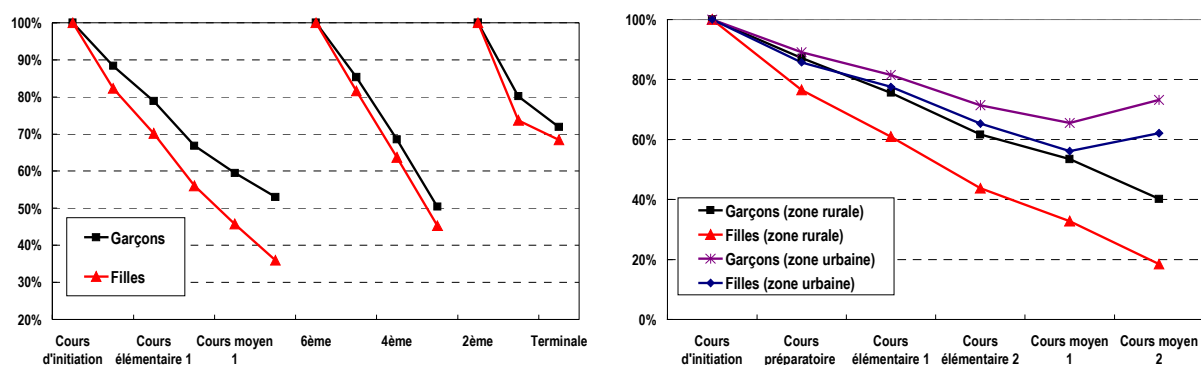 100%
90%
80%
70%
60%
50%
40%
30%
20%
Garçons
Filles
Cours d'initiation
Cours élémentaire 1
Cours moyen 1
6ème
4ème
2ème
Terminale
100%
80%
60%
40%
20%
0%
Garçons (zone rurale)
Filles (zone rurale)
Garçons (zone urbaine)
Filles (zone urbaine)
Cours d'initiation
Cours préparatoire
Cours élémentaire 1
Cours élémentaire 2
Cours moyen 1
Cours moyen 2